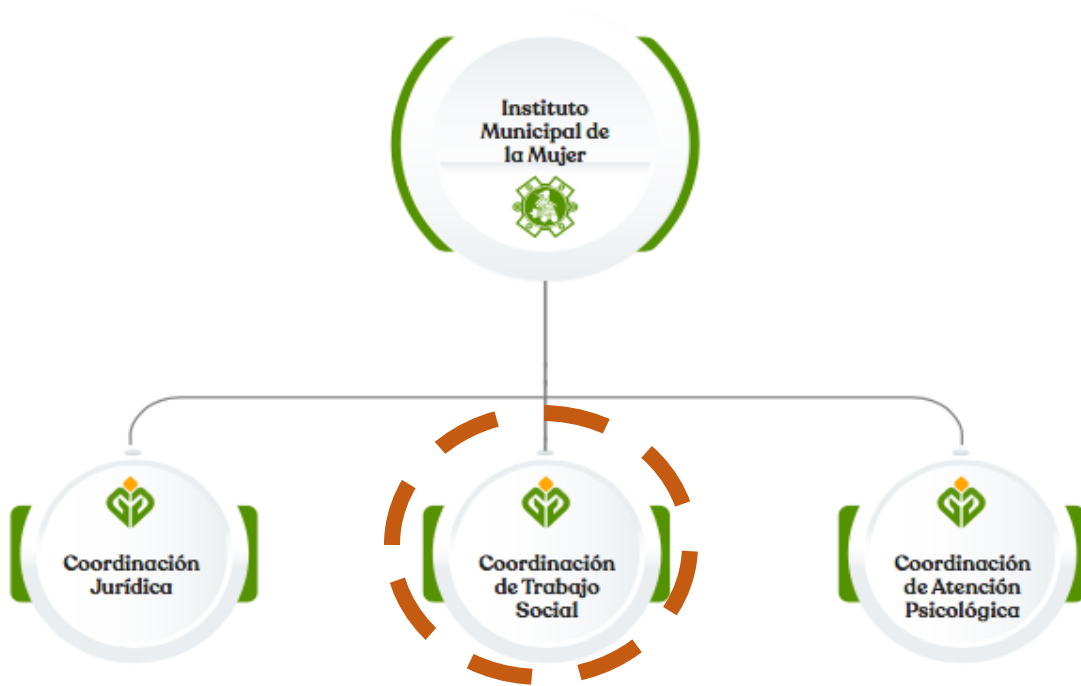 Instituto
Municipal de
la Mujer
Coordinación
Jurídica
Coordinación
de Trabajo
Social
Coordinación
de Atención
Psicológica